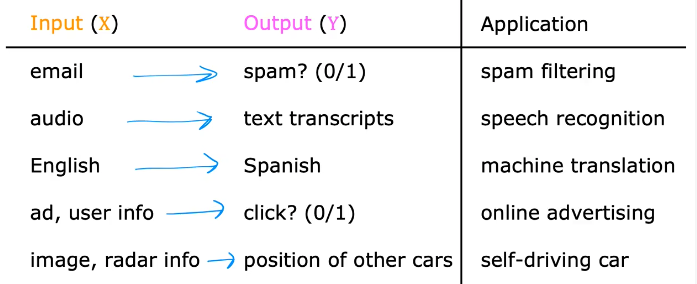 Input (X) Output (Y) Application
email spam? (0/1) spam filtering
audio text transcripts speech recognition
English Spanish machine translation
ad, user info click? (0/1) online advertising
image, radar info position of other cars self-driving car